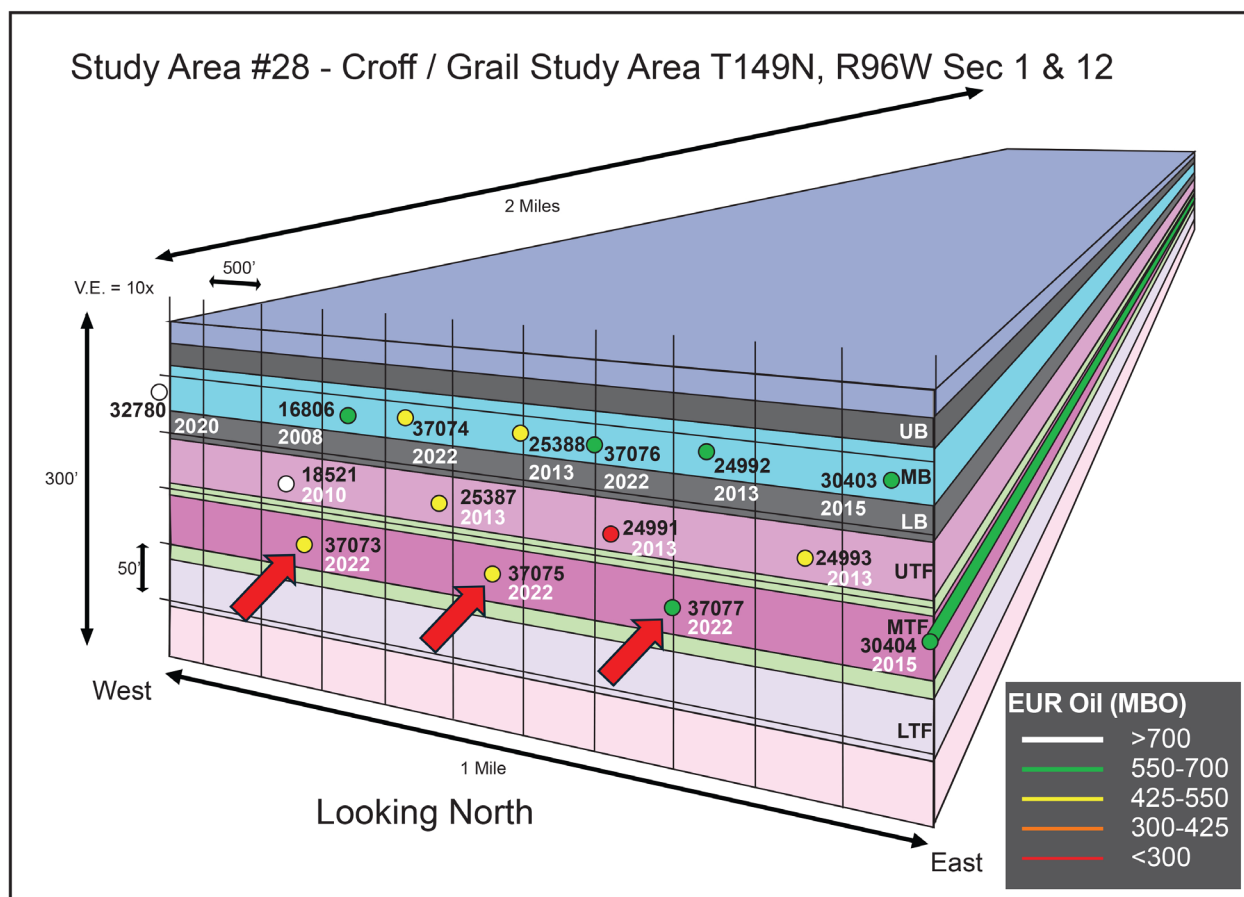 Study Area #28 - Croff / Grail Study Area T149N, R96W Sec 1 & 12
2 Miles
500’
V.E. = 10x
32780
2020
16806
2008
37074
2022
25388
2013
37076
2022
24992
2013
30403
2015
UB
MB
LB
300’
18521
2010
25387
2013
24991
2013
24993
2013
UTF
50’
37073
2022
37075
2022
37077
2022
MTF
30404
2015
LTF
West
1 Mile
Looking North
East
EUR Oil (MBO)
>700
550-700
425-550
300-425
<300